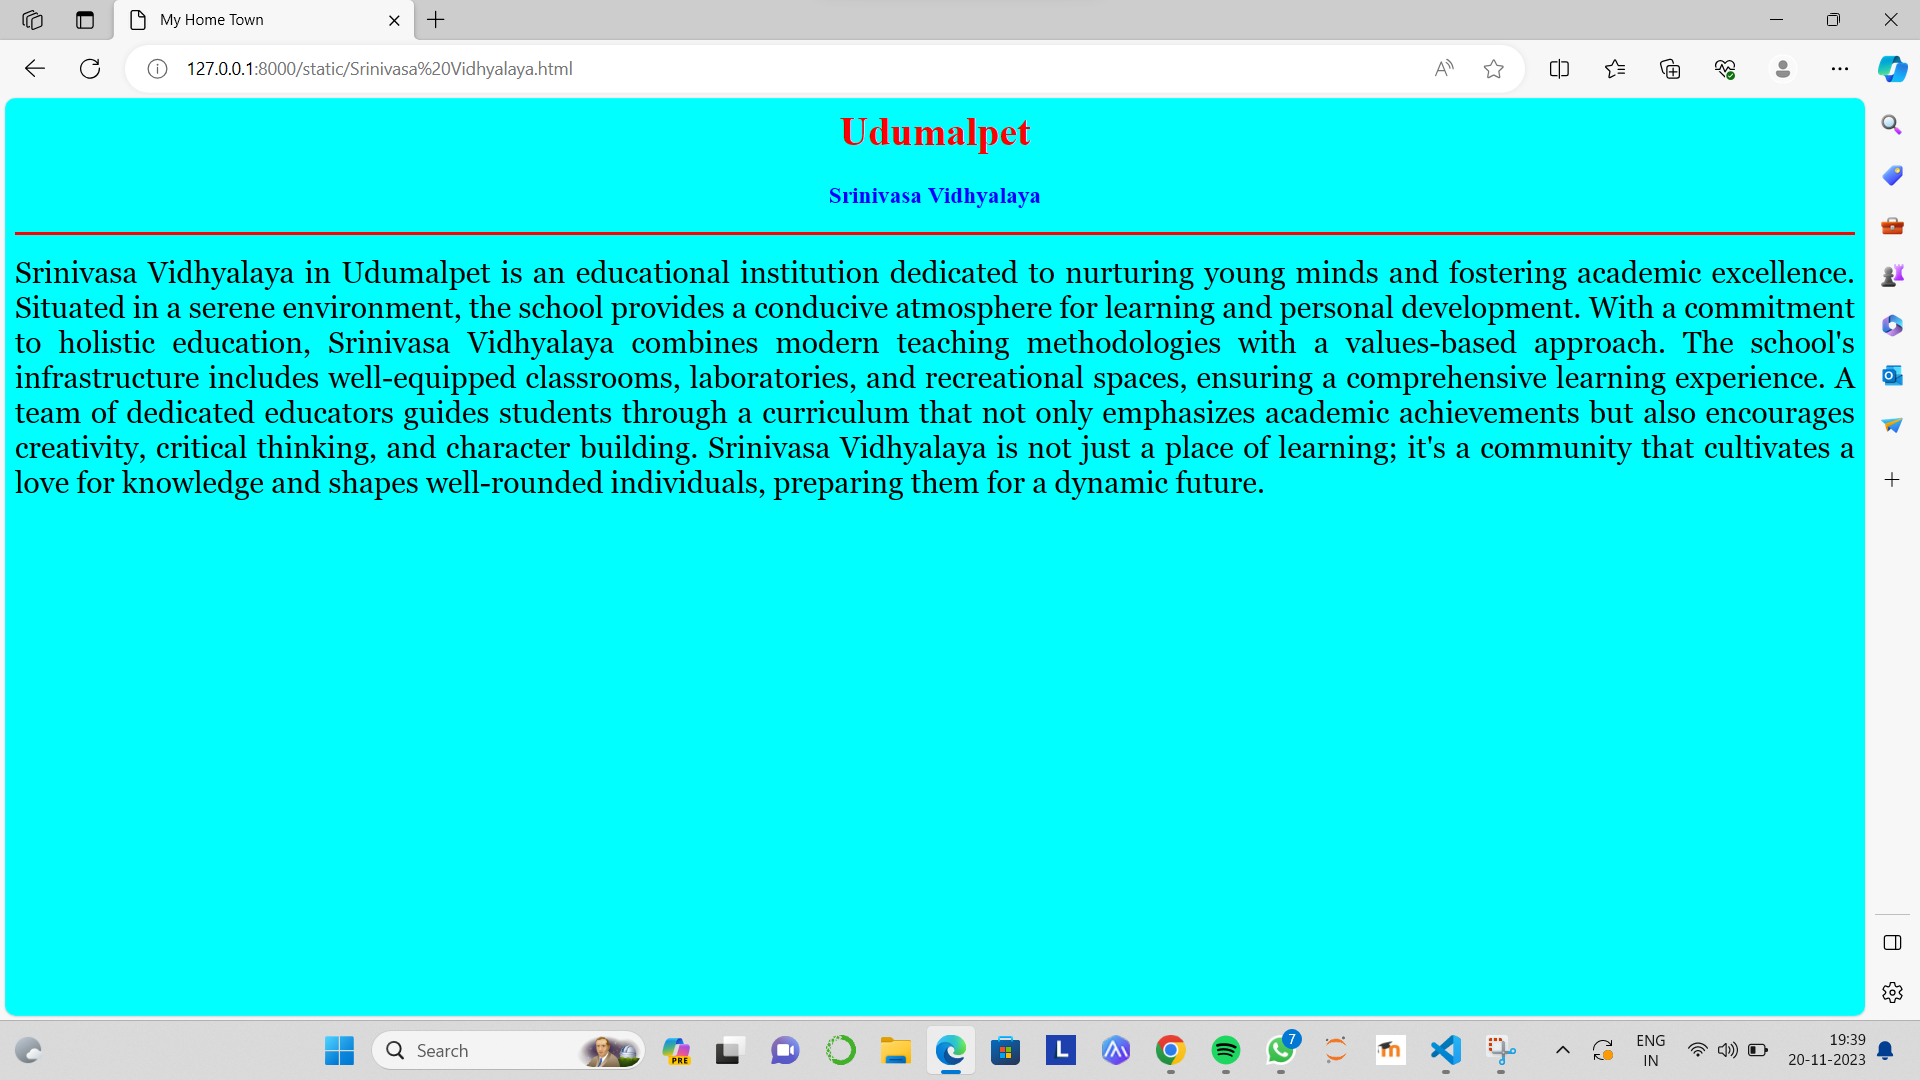 My Home Town
127.0.0.1:8000/static/Srinivasa%20Vidhyalaya.html
Udumalpet
Srinivasa Vidhyalaya
Srinivasa Vidhyalaya in Udumalpet is an educational institution dedicated to nurturing young minds and fostering academic excellence.
Situated in a serene environment, the school provides a conducive atmosphere for learning and personal development. With a commitment
to holistic education, Srinivasa Vidhyalaya combines modern teaching methodologies with a values-based approach. The school's
infrastructure includes well-equipped classrooms, laboratories, and recreational spaces, ensuring a comprehensive learning experience. A
team of dedicated educators guides students through a curriculum that not only emphasizes academic achievements but also encourages
creativity, critical thinking, and character building. Srinivasa Vidhyalaya is not just a place of learning; it's a community that cultivates a
love for knowledge and shapes well-rounded individuals, preparing them for a dynamic future.
Search
PRE
L
7
m
ENG
IN
19:39
20-11-2023